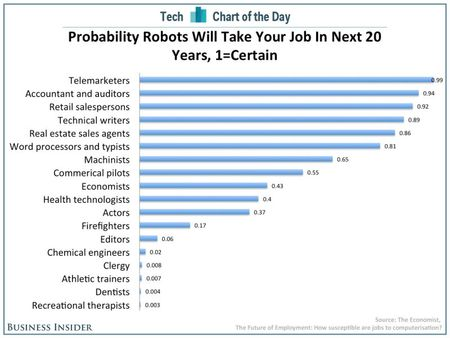 Tech Chart of the Day
Probability Robots Will Take Your Job In Next 20
Years, 1=Certain
Telemarketers 0.99
Accountant and auditors 0.94
Retail salespersons 0.92
Technical writers 0.89
Real estate sales agents 0.86
Word processors and typists 0.81
Machinists 0.65
Commerical pilots 0.55
Economists 0.43
Health technologists 0.4
Actors 0.37
Firefighters 0.17
Editors 0.06
Chemical engineers 0.02
Clergy 0.008
Athletic trainers 0.007
Dentists 0.004
Recreational therapists 0.003
Source: The Economist,
Business Insider The Future of Employment: How susceptible are jobs to computerisation?